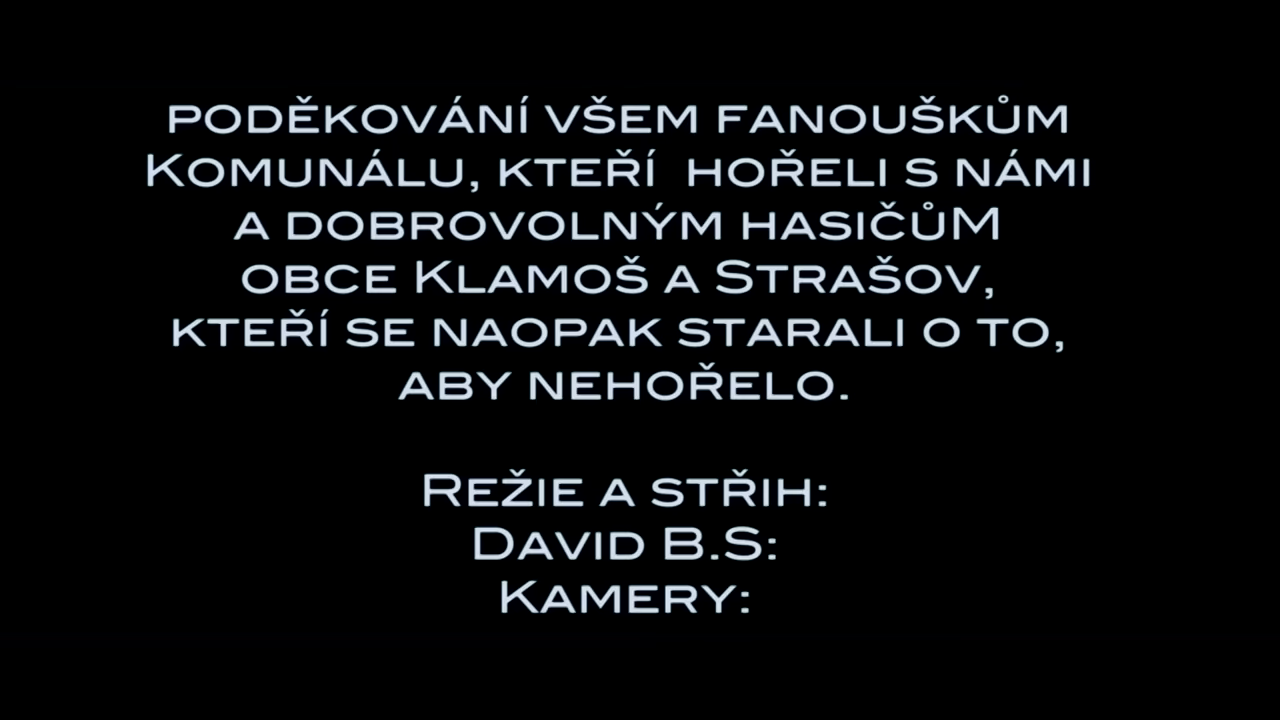 PODĚKOVÁNÍ VŠEM FANOUŠKŮM
KOMUNÁLU, KTEŘÍ HOŘELI S NÁMI
A DOBROVOLNÝM HASIČŮM
OBCE KLAMOŠ A STRAŠOV,
KTEŘÍ SE NAOPAK STARALI O TO,
ABY NEHOŘELO.
REŽIE A STŘIH:
DAVID B.S:
KAMERY: